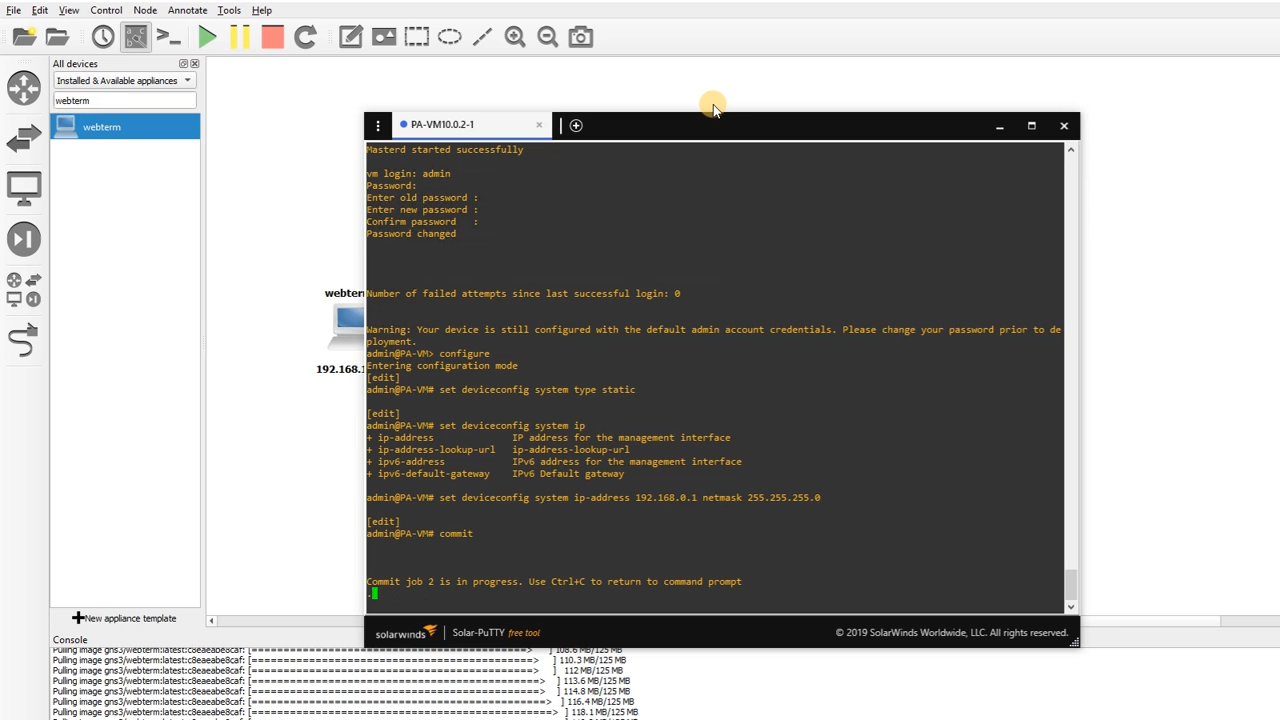 File Edit View Control Node Annotate Tools Help
All devices
Installed & Available appliances
webterm
webterm
New appliance template
192.168.
PA-VM10.0.2-1
Masterd started successfully
vm login: admin
Password:
Enter old password :
Enter new password :
Confirm password   :
Password changed
Number of failed attempts since last successful login: 0
Warning: Your device is still configured with the default admin account credentials. Please change your password prior to de
ployment.
admin@PA-VM> configure
Entering configuration mode
[edit]
admin@PA-VM# set deviceconfig system type static
[edit]
admin@PA-VM# set deviceconfig system ip
+ ip-address              IP address for the management interface
+ ip-address-lookup-url   ip-address-lookup-url
+ ipv6-address            IPv6 address for the management interface
+ ipv6-default-gateway    IPv6 Default gateway
admin@PA-VM# set deviceconfig system ip-address 192.168.0.1 netmask 255.255.255.0
[edit]
admin@PA-VM# commit
Commit job 2 is in progress. Use Ctrl+C to return to command prompt
.
solarwinds | Solar-PuTTY free tool
© 2019 SolarWinds Worldwide, LLC. All rights reserved.
Console
Pulling image gns3/webterm:latest:c8eaeabe8caf: [==================================================> ] 108.6 MB/125 MB
Pulling image gns3/webterm:latest:c8eaeabe8caf: [==================================================> ] 110.3 MB/125 MB
Pulling image gns3/webterm:latest:c8eaeabe8caf: [==================================================> ] 112 MB/125 MB
Pulling image gns3/webterm:latest:c8eaeabe8caf: [==================================================> ] 113.6 MB/125 MB
Pulling image gns3/webterm:latest:c8eaeabe8caf: [==================================================> ] 114.8 MB/125 MB
Pulling image gns3/webterm:latest:c8eaeabe8caf: [==================================================> ] 116.4 MB/125 MB
Pulling image gns3/webterm:latest:c8eaeabe8caf: [==================================================> ] 118.1 MB/125 MB